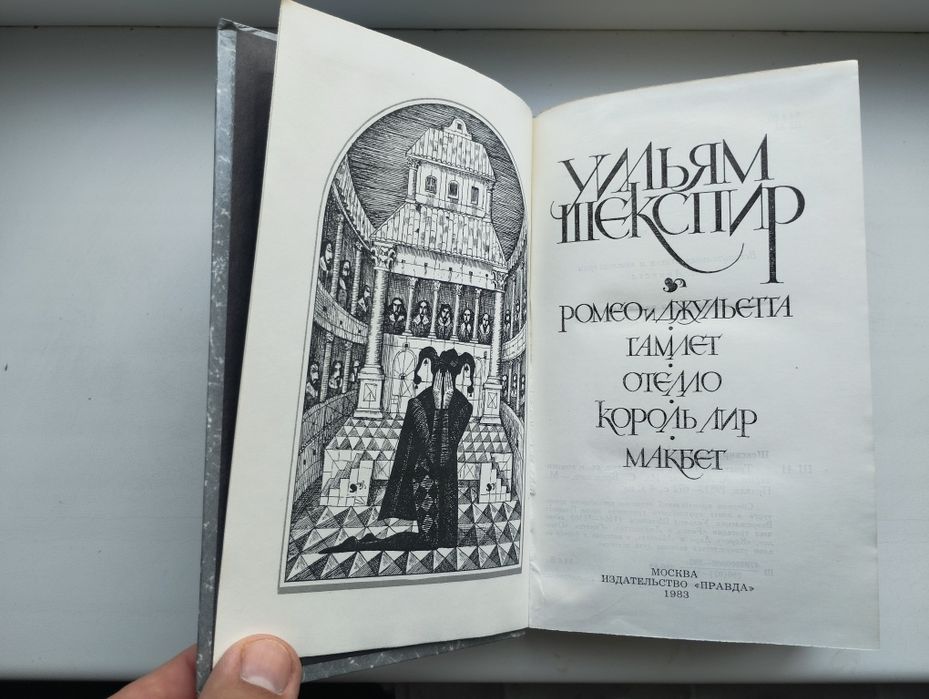 УИЛЬЯМ
ШЕКСПИР
РОМЕО и ДЖУЛЬЕТТА
ГАМЛЕТ
ОТЕЛЛО
КОРОЛЬ ЛИР
МАКБЕТ
МОСКВА
ИЗДАТЕЛЬСТВО «ПРАВДА»
1983